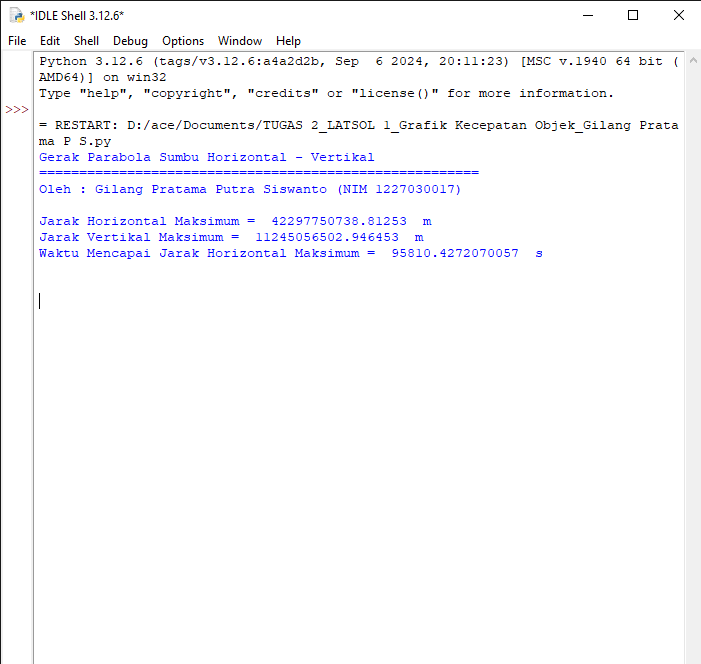 *IDLE Shell 3.12.6*
File Edit Shell Debug Options Window Help
Python 3.12.6 (tags/v3.12.6:a4a2d2b, Sep  6 2024, 20:11:23) [MSC v.1940 64 bit (
AMD64)] on win32
Type "help", "copyright", "credits" or "license()" for more information.
>>>
= RESTART: D:/ace/Documents/TUGAS 2_LATSOL 1_Grafik Kecepatan Objek_Gilang Prata
ma P S.py
Gerak Parabola Sumbu Horizontal - Vertikal
=======================================================
Oleh : Gilang Pratama Putra Siswanto (NIM 1227030017)
Jarak Horizontal Maksimum =  42297750738.81253  m
Jarak Vertikal Maksimum =  11245056502.946453  m
Waktu Mencapai Jarak Horizontal Maksimum =  95810.4272070057  s